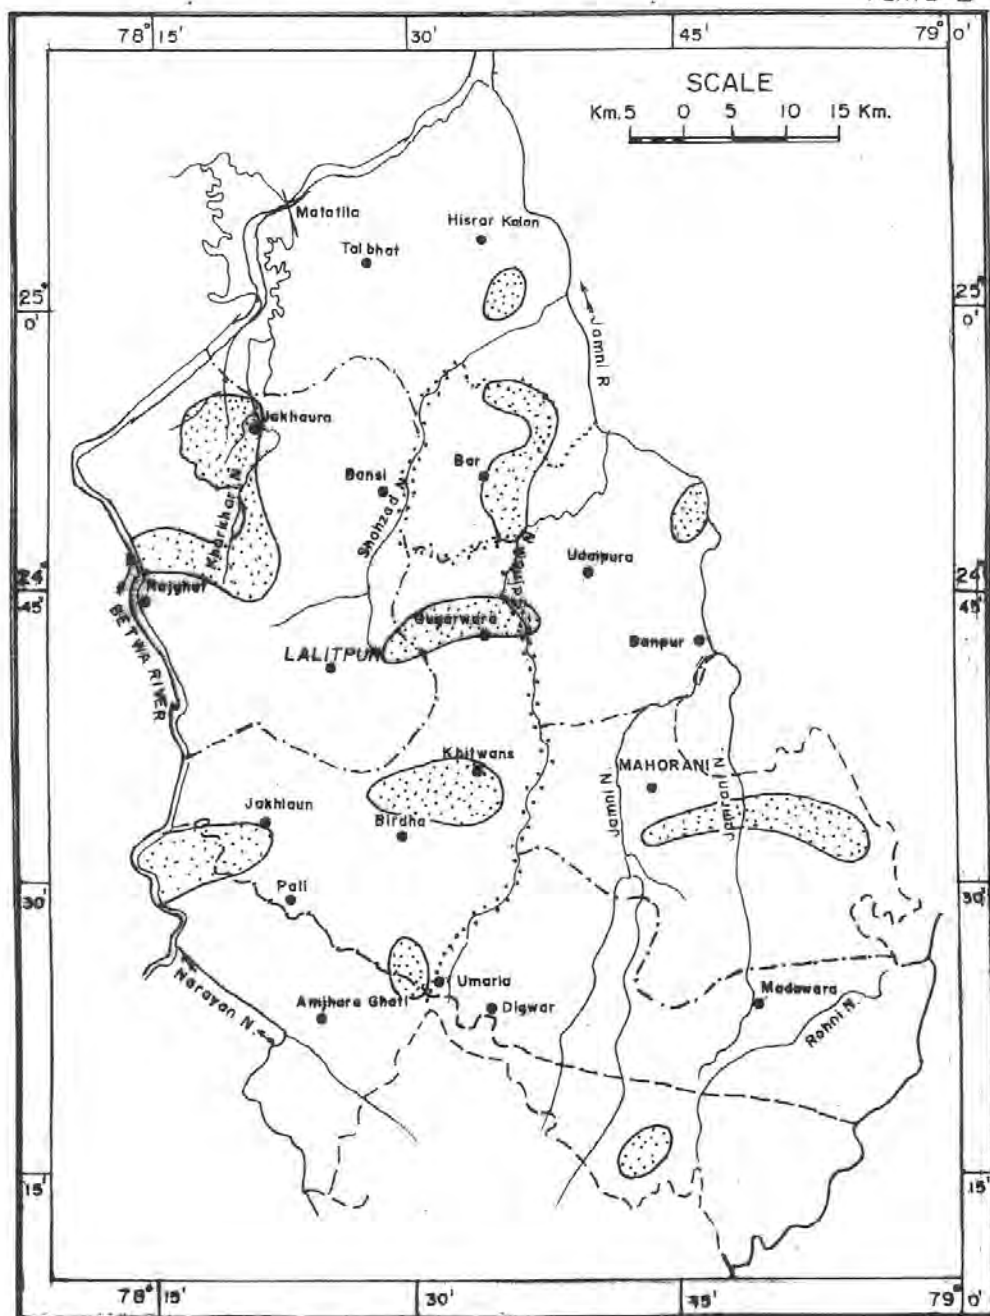 78° 15' 30' 45' 79° 0'
SCALE
Km. 5 0 5 10 15 Km.
Matatila
Hisrar Kalan
Talbhat
25° 0'
25° 0'
Jamni R
Jakhaura
Bansi
Bar
Kharkhar N
Shahzad N
Udaipura
24° 45'
24° 45'
Rajghat
Gugarwara
BETWA RIVER
LALITPUR
Banpur
Khitwans
MAHORANI
Jamni N
Jamrani N
Jakhlaun
Birdha
30'
30'
Pali
Narayan N.
Umaria
Amjhara Ghati
Digwar
Madawara
Rohni N.
15'
15'
78° 15' 30' 45' 79° 0'